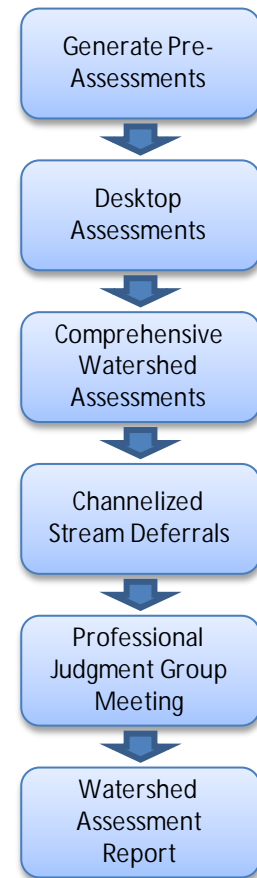 Generate Pre-
Assessments
Desktop
Assessments
Comprehensive
Watershed
Assessments
Channelized
Stream Deferrals
Professional
Judgment Group
Meeting
Watershed
Assessment
Report